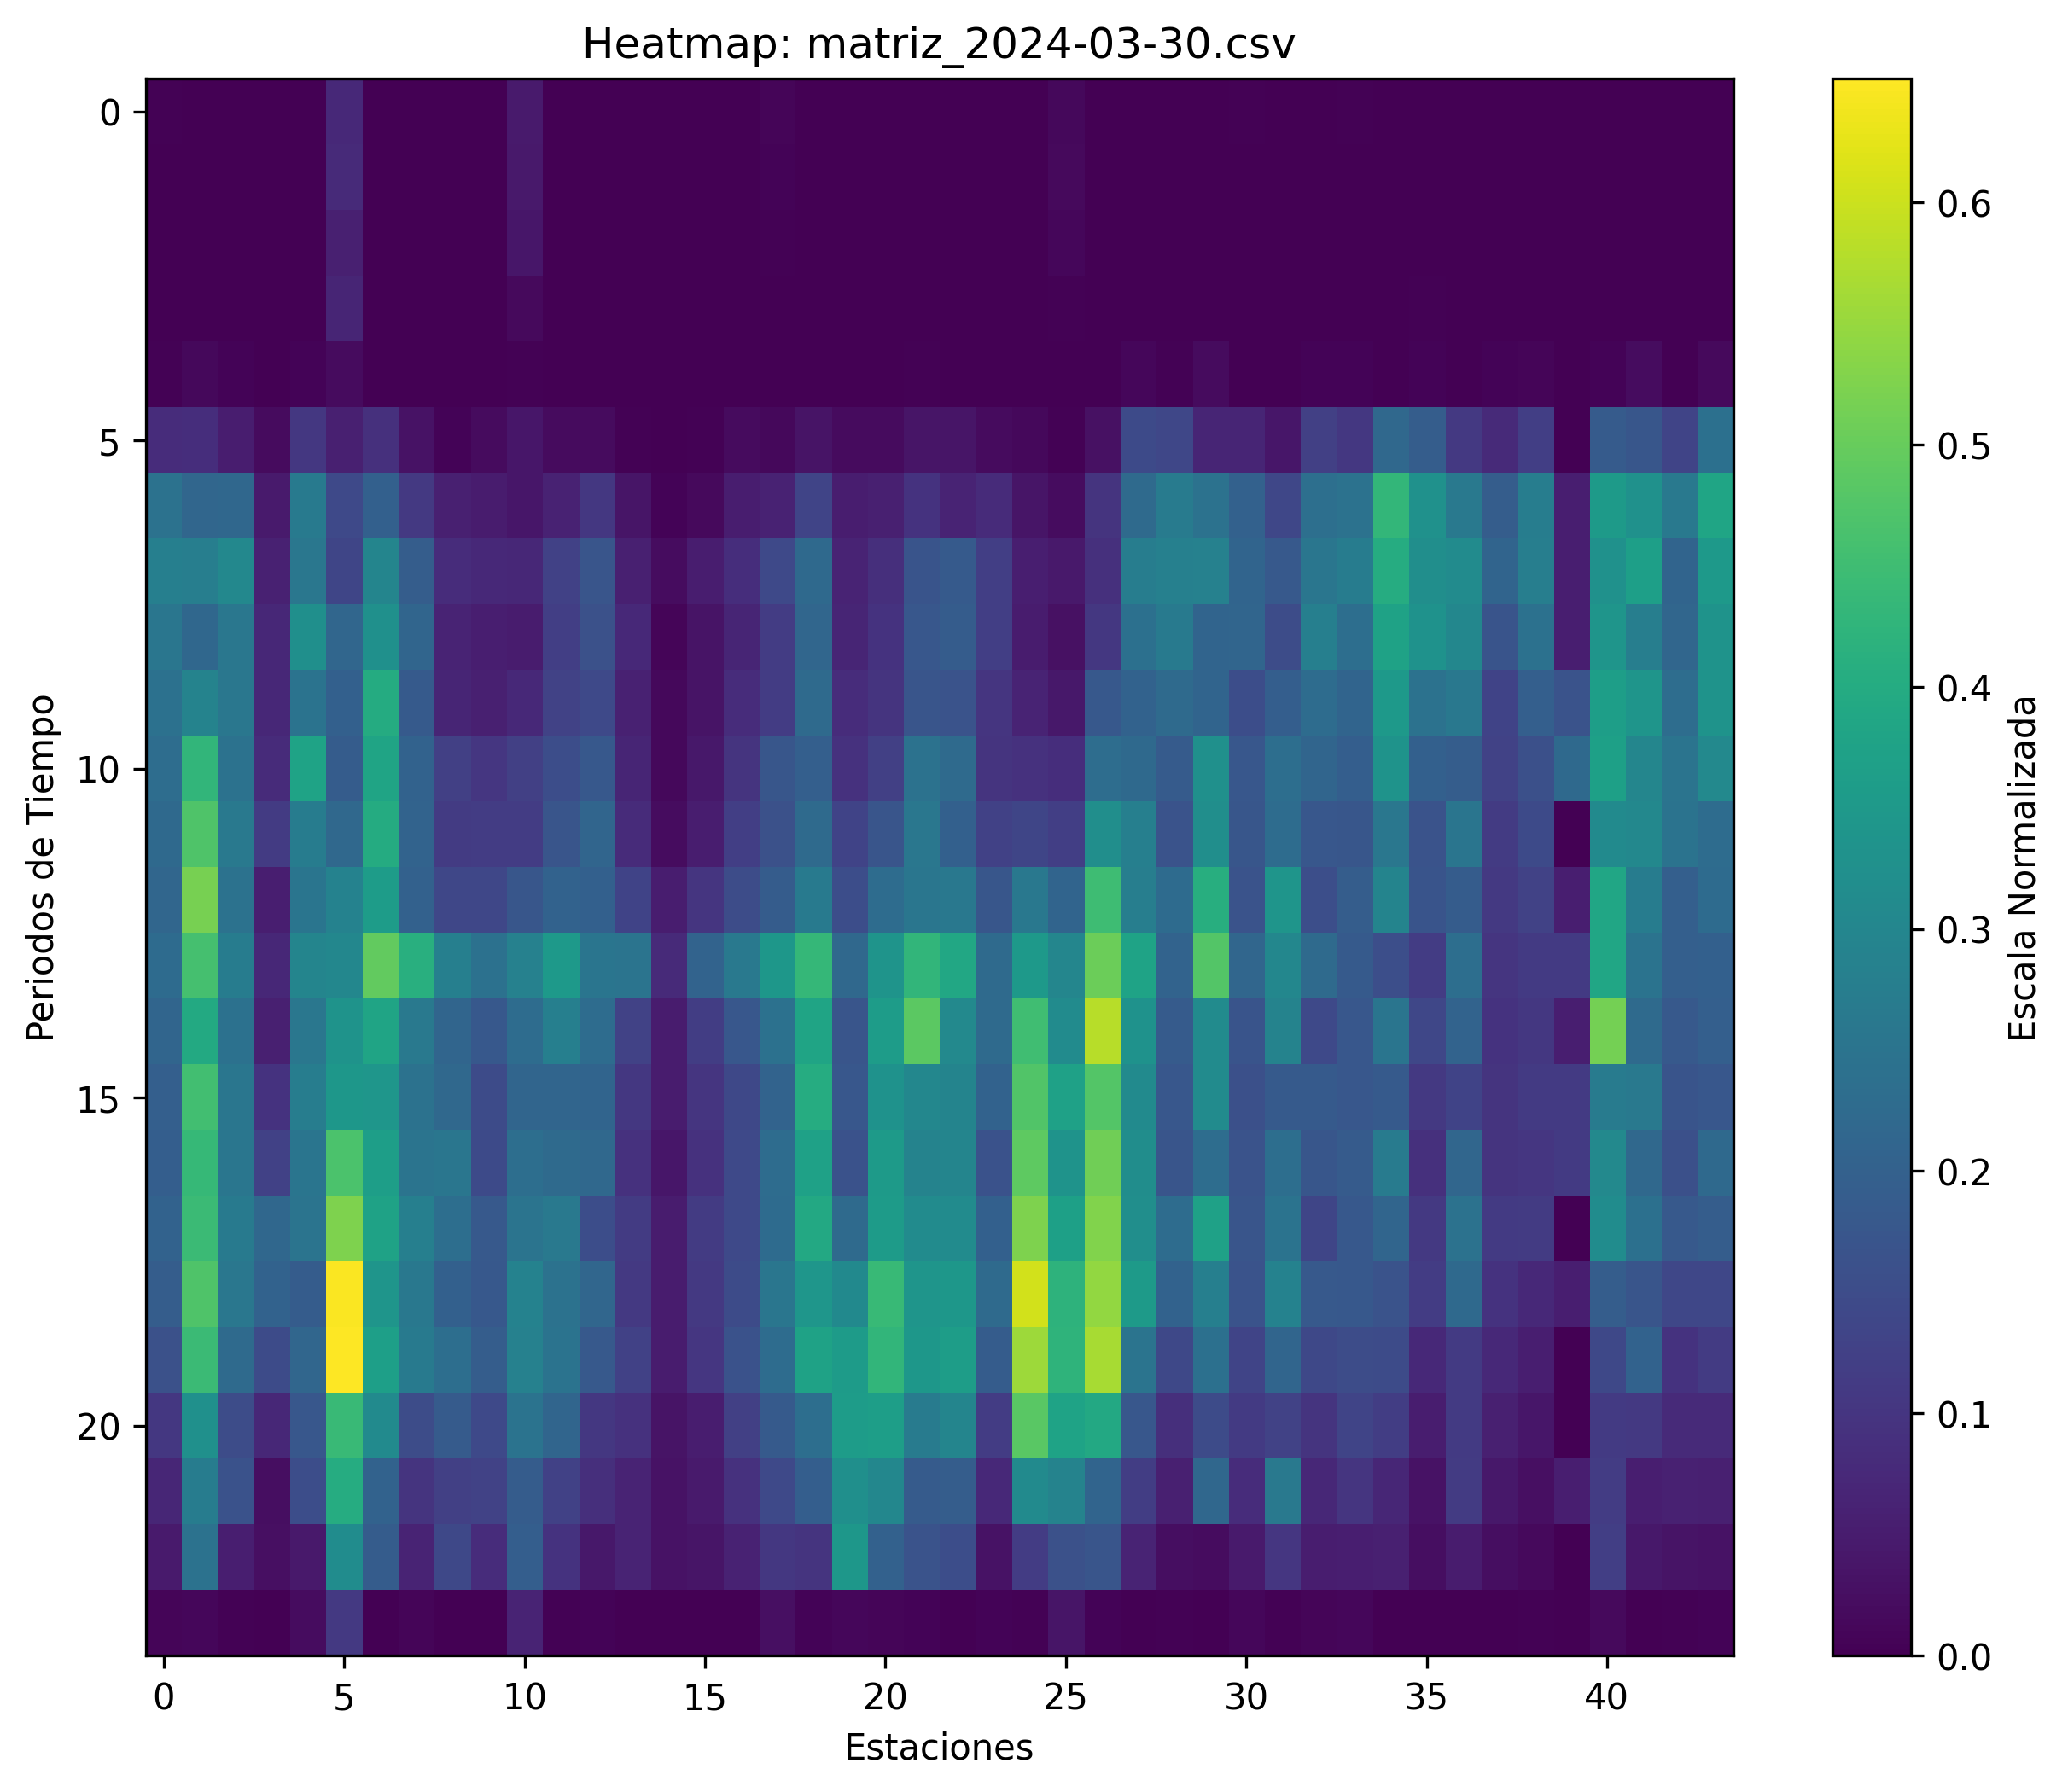 Heatmap: matriz_2024-03-30.csv
Periodos de Tiempo
0
5
10
15
20
0 5 10 15 20 25 30 35 40
Estaciones
0.6
0.5
0.4
0.3
0.2
0.1
0.0
Escala Normalizada